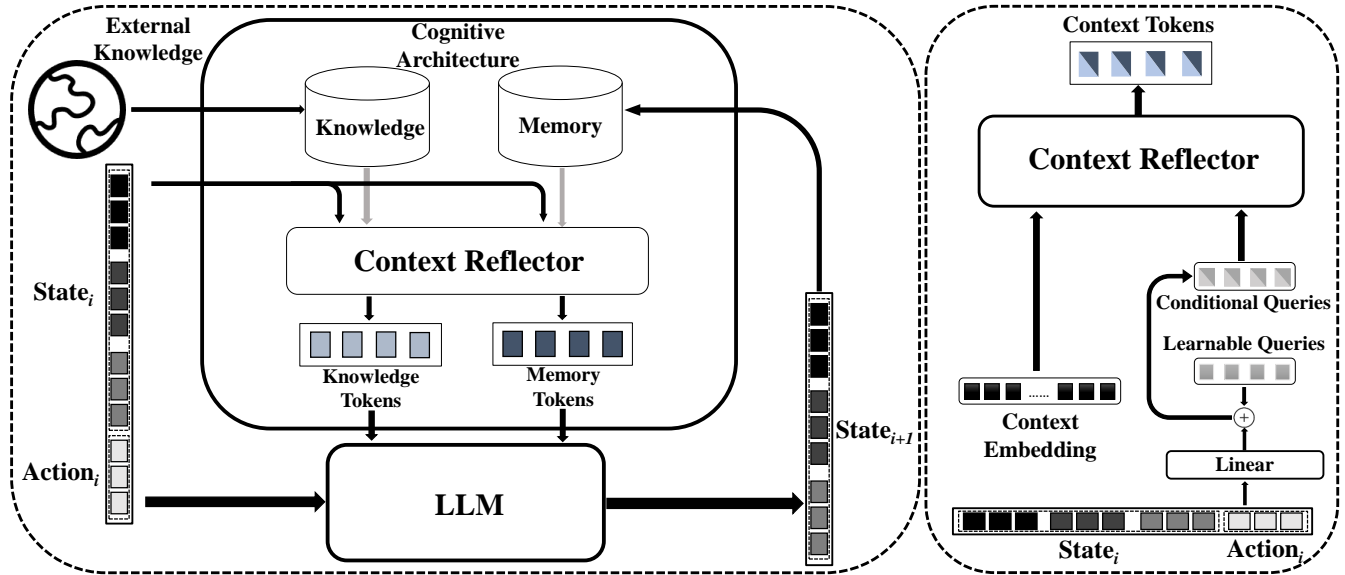 External
Knowledge
Cognitive
Architecture
Knowledge
Memory
Context Reflector
State_i
Knowledge
Tokens
Memory
Tokens
State_{i+1}
Action_i
LLM
Context Tokens
Context Reflector
Conditional Queries
Learnable Queries
......
Context
Embedding
+
Linear
State_i
Action_i